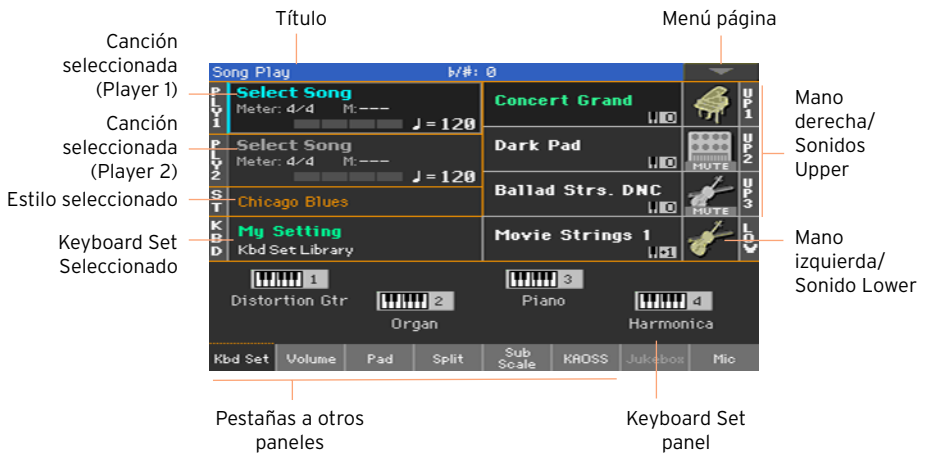 Título
Menú página
Canción
seleccionada
(Player 1)
Canción
seleccionada
(Player 2)
Estilo seleccionado
Keyboard Set
Seleccionado
Song Play
♭/#: 0
PLY1
Select Song
Meter: 4/4 M:---
♩=120
PLY2
Select Song
Meter: 4/4 M:---
♩=120
ST
Chicago Blues
KBD
My Setting
Kbd Set Library
Concert Grand
0
UP1
Dark Pad
0
MUTE
UP2
Ballad Strs. DNC
0
MUTE
UP3
Movie Strings 1
+1
LOW
Mano
derecha/
Sonidos
Upper
Mano
izquierda/
Sonido Lower
1
Distortion Gtr
2
Organ
3
Piano
4
Harmonica
Kbd Set
Volume
Pad
Split
Sub
Scale
KAOSS
Jukebox
Mic
Pestañas a otros
paneles
Keyboard Set
panel